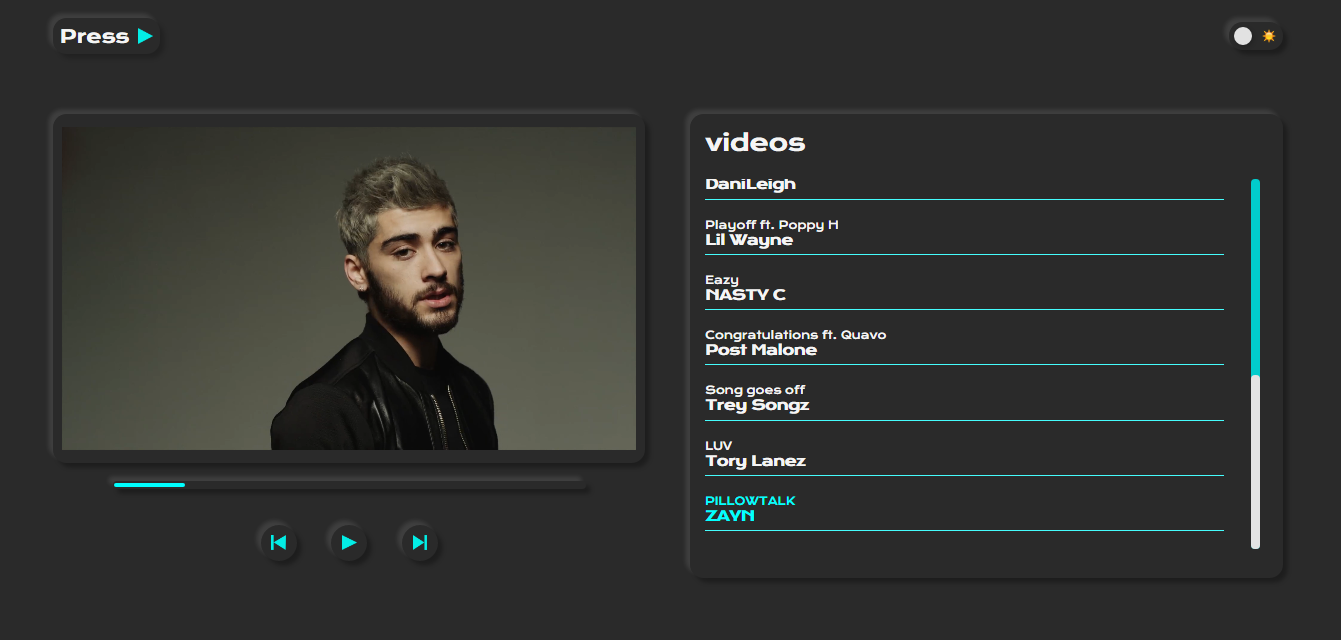 Press
videos
DaniLeigh
Playoff ft. Poppy H
Lil Wayne
Eazy
NASTY C
Congratulations ft. Quavo
Post Malone
Song goes off
Trey Songz
LUV
Tory Lanez
PILLOWTALK
ZAYN